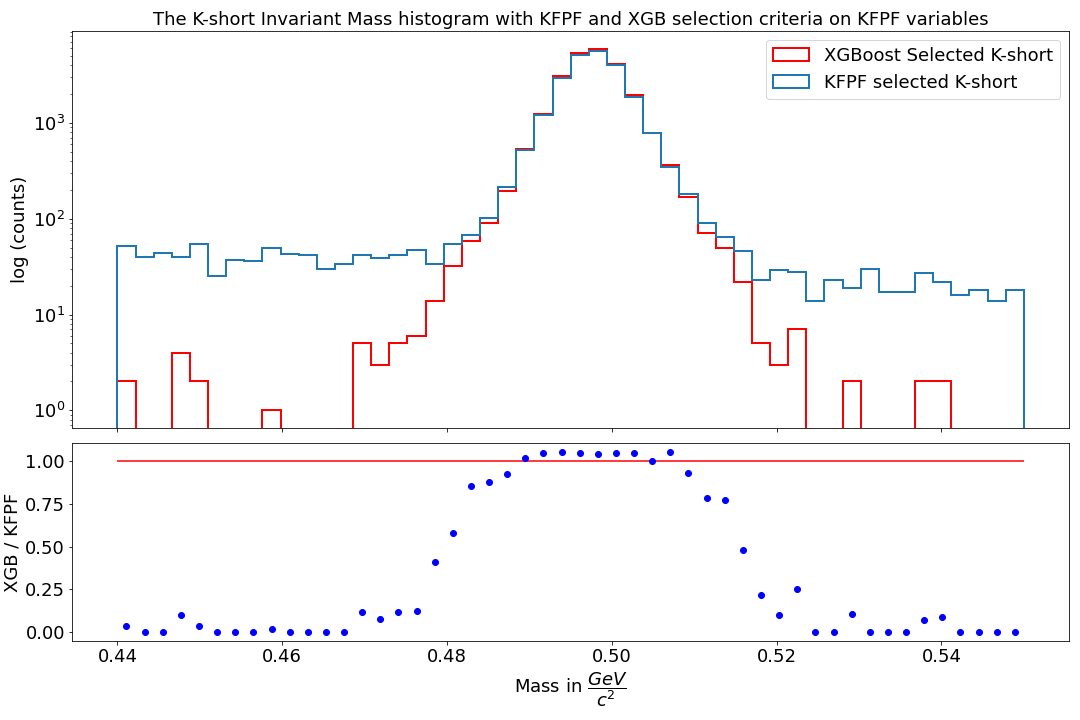 The K-short Invariant Mass histogram with KFPF and XGB selection criteria on KFPF variables
XGBoost Selected K-short
KFPF selected K-short
log (counts)
10³
10²
10¹
10⁰
XGB / KFPF
1.00
0.75
0.50
0.25
0.00
0.44 0.46 0.48 0.50 0.52 0.54
Mass in GeV/c²